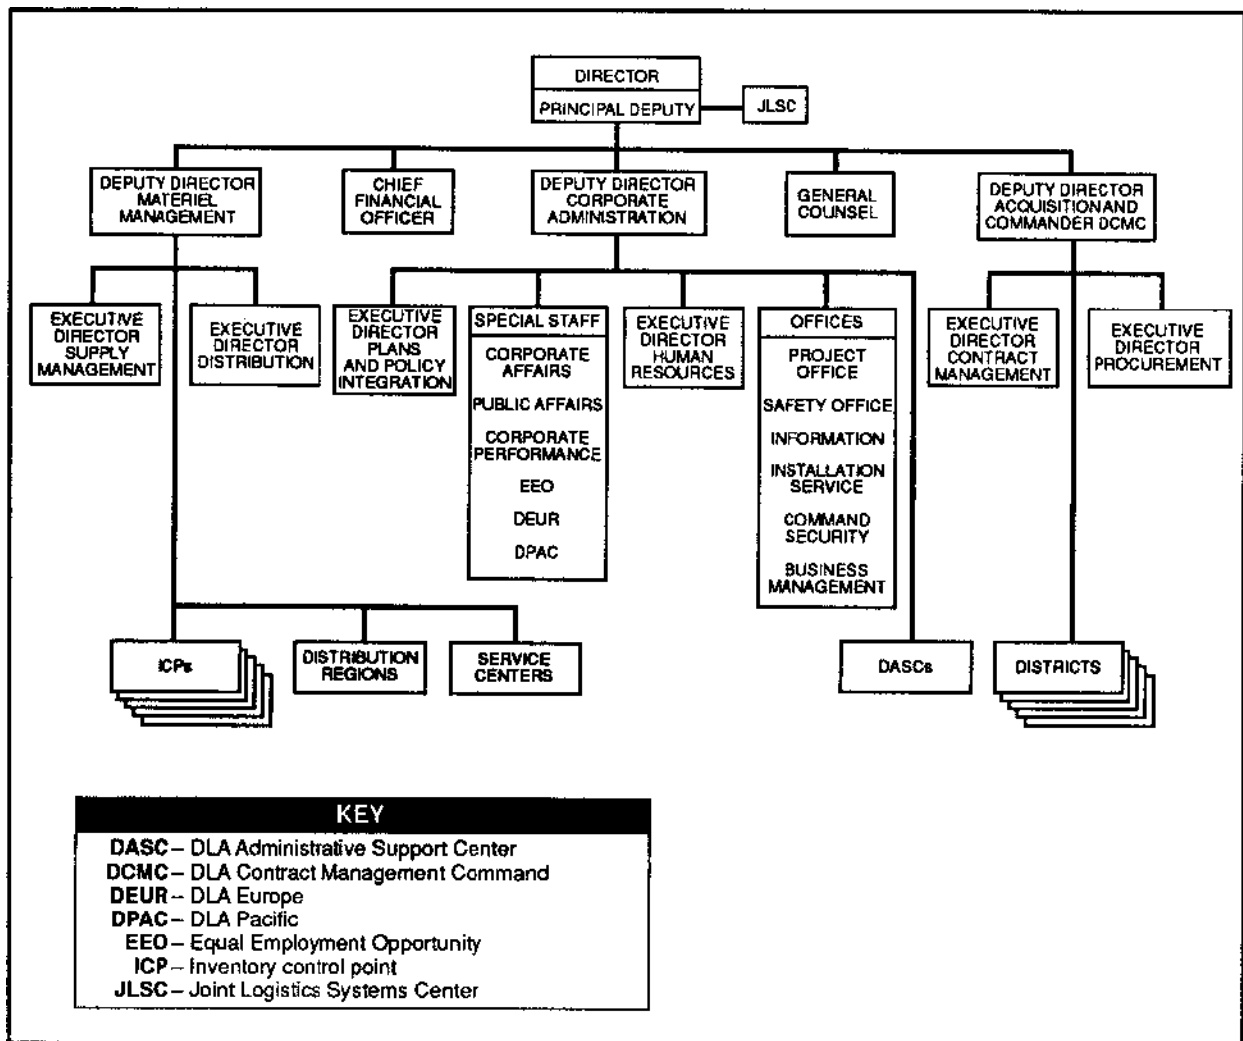 DIRECTOR
PRINCIPAL DEPUTY
JLSC
DEPUTY DIRECTOR
MATERIEL
MANAGEMENT
CHIEF
FINANCIAL
OFFICER
DEPUTY DIRECTOR
CORPORATE
ADMINISTRATION
GENERAL
COUNSEL
DEPUTY DIRECTOR
ACQUISITION AND
COMMANDER DCMC
EXECUTIVE
DIRECTOR
SUPPLY
MANAGEMENT
EXECUTIVE
DIRECTOR
DISTRIBUTION
EXECUTIVE
DIRECTOR
PLANS
AND POLICY
INTEGRATION
SPECIAL STAFF
CORPORATE
AFFAIRS
PUBLIC AFFAIRS
CORPORATE
PERFORMANCE
EEO
DEUR
DPAC
EXECUTIVE
DIRECTOR
HUMAN
RESOURCES
OFFICES
PROJECT
OFFICE
SAFETY OFFICE
INFORMATION
INSTALLATION
SERVICE
COMMAND
SECURITY
BUSINESS
MANAGEMENT
EXECUTIVE
DIRECTOR
CONTRACT
MANAGEMENT
EXECUTIVE
DIRECTOR
PROCUREMENT
ICPs
DISTRIBUTION
REGIONS
SERVICE
CENTERS
DASCs
DISTRICTS
KEY
DASC – DLA Administrative Support Center
DCMC – DLA Contract Management Command
DEUR – DLA Europe
DPAC – DLA Pacific
EEO – Equal Employment Opportunity
ICP – Inventory control point
JLSC – Joint Logistics Systems Center